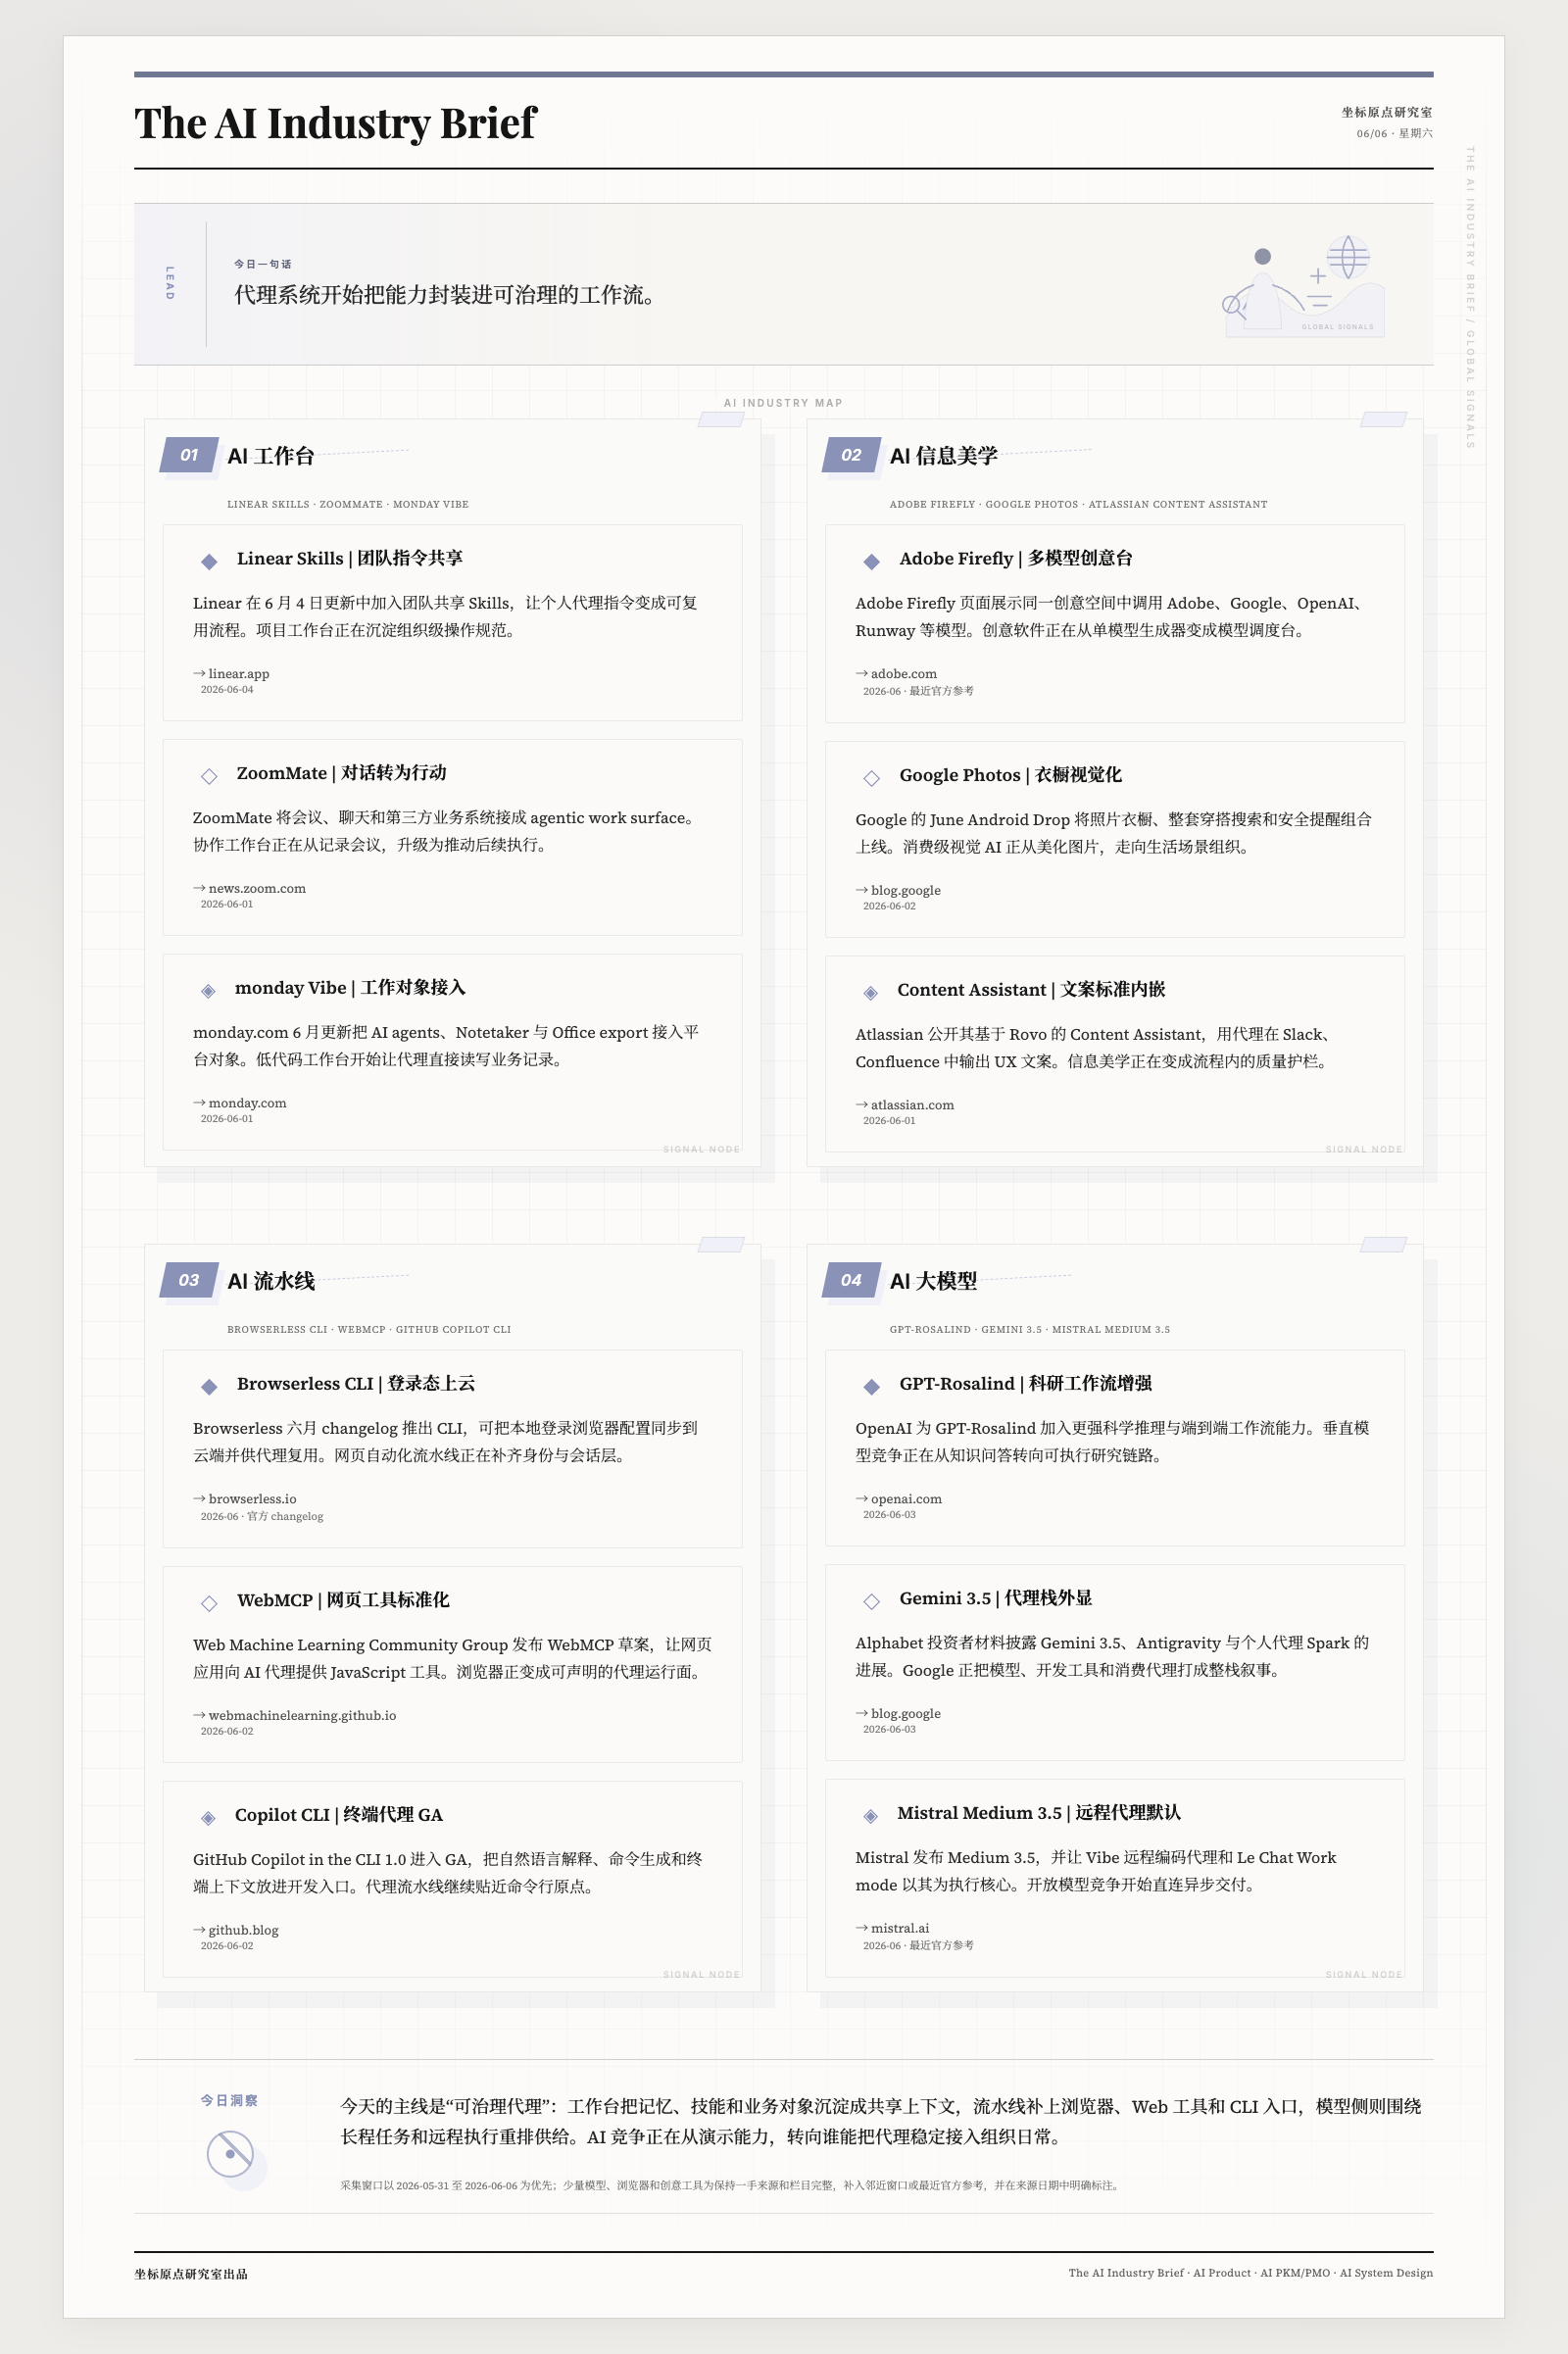 The AI Industry Brief
坐标原点研究室
06/06 · 星期六
THE AI INDUSTRY BRIEF / GLOBAL SIGNALS
LEAD
今日一句话
代理系统开始把能力封装进可治理的工作流。
GLOBAL SIGNALS
AI INDUSTRY MAP
01
AI 工作台
LINEAR SKILLS · ZOOMMATE · MONDAY VIBE
Linear Skills | 团队指令共享
Linear 在 6 月 4 日更新中加入团队共享 Skills，让个人代理指令变成可复
用流程。项目工作台正在沉淀组织级操作规范。
→ linear.app
2026-06-04
ZoomMate | 对话转为行动
ZoomMate 将会议、聊天和第三方业务系统接成 agentic work surface。
协作工作台正在从记录会议，升级为推动后续执行。
→ news.zoom.com
2026-06-01
monday Vibe | 工作对象接入
monday.com 6 月更新把 AI agents、Notetaker 与 Office export 接入平
台对象。低代码工作台开始让代理直接读写业务记录。
→ monday.com
2026-06-01
SIGNAL NODE
02
AI 信息美学
ADOBE FIREFLY · GOOGLE PHOTOS · ATLASSIAN CONTENT ASSISTANT
Adobe Firefly | 多模型创意台
Adobe Firefly 页面展示同一创意空间中调用 Adobe、Google、OpenAI、
Runway 等模型。创意软件正在从单模型生成器变成模型调度台。
→ adobe.com
2026-06 · 最近官方参考
Google Photos | 衣橱视觉化
Google 的 June Android Drop 将照片衣橱、整套穿搭搜索和安全提醒组合
上线。消费级视觉 AI 正从美化图片，走向生活场景组织。
→ blog.google
2026-06-02
Content Assistant | 文案标准内嵌
Atlassian 公开其基于 Rovo 的 Content Assistant，用代理在 Slack、
Confluence 中输出 UX 文案。信息美学正在变成流程内的质量护栏。
→ atlassian.com
2026-06-01
SIGNAL NODE
03
AI 流水线
BROWSERLESS CLI · WEBMCP · GITHUB COPILOT CLI
Browserless CLI | 登录态上云
Browserless 六月 changelog 推出 CLI，可把本地登录浏览器配置同步到
云端并供代理复用。网页自动化流水线正在补齐身份与会话层。
→ browserless.io
2026-06 · 官方 changelog
WebMCP | 网页工具标准化
Web Machine Learning Community Group 发布 WebMCP 草案，让网页
应用向 AI 代理提供 JavaScript 工具。浏览器正变成可声明的代理运行面。
→ webmachinelearning.github.io
2026-06-02
Copilot CLI | 终端代理 GA
GitHub Copilot in the CLI 1.0 进入 GA，把自然语言解释、命令生成和终
端上下文放进开发入口。代理流水线继续贴近命令行原点。
→ github.blog
2026-06-02
SIGNAL NODE
04
AI 大模型
GPT-ROSALIND · GEMINI 3.5 · MISTRAL MEDIUM 3.5
GPT-Rosalind | 科研工作流增强
OpenAI 为 GPT-Rosalind 加入更强科学推理与端到端工作流能力。垂直模
型竞争正在从知识问答转向可执行研究链路。
→ openai.com
2026-06-03
Gemini 3.5 | 代理栈外显
Alphabet 投资者材料披露 Gemini 3.5、Antigravity 与个人代理 Spark 的
进展。Google 正把模型、开发工具和消费代理打成整栈叙事。
→ blog.google
2026-06-03
Mistral Medium 3.5 | 远程代理默认
Mistral 发布 Medium 3.5，并让 Vibe 远程编码代理和 Le Chat Work
mode 以其为执行核心。开放模型竞争开始直连异步交付。
→ mistral.ai
2026-06 · 最近官方参考
SIGNAL NODE
今日洞察
今天的主线是“可治理代理”：工作台把记忆、技能和业务对象沉淀成共享上下文，流水线补上浏览器、Web 工具和 CLI 入口，模型侧则围绕
长程任务和远程执行重排供给。AI 竞争正在从演示能力，转向谁能把代理稳定接入组织日常。
采集窗口以 2026-05-31 至 2026-06-06 为优先；少量模型、浏览器和创意工具为保持一手来源和栏目完整，补入邻近窗口或最近官方参考，并在来源日期中明确标注。
坐标原点研究室出品
The AI Industry Brief · AI Product · AI PKM/PMO · AI System Design